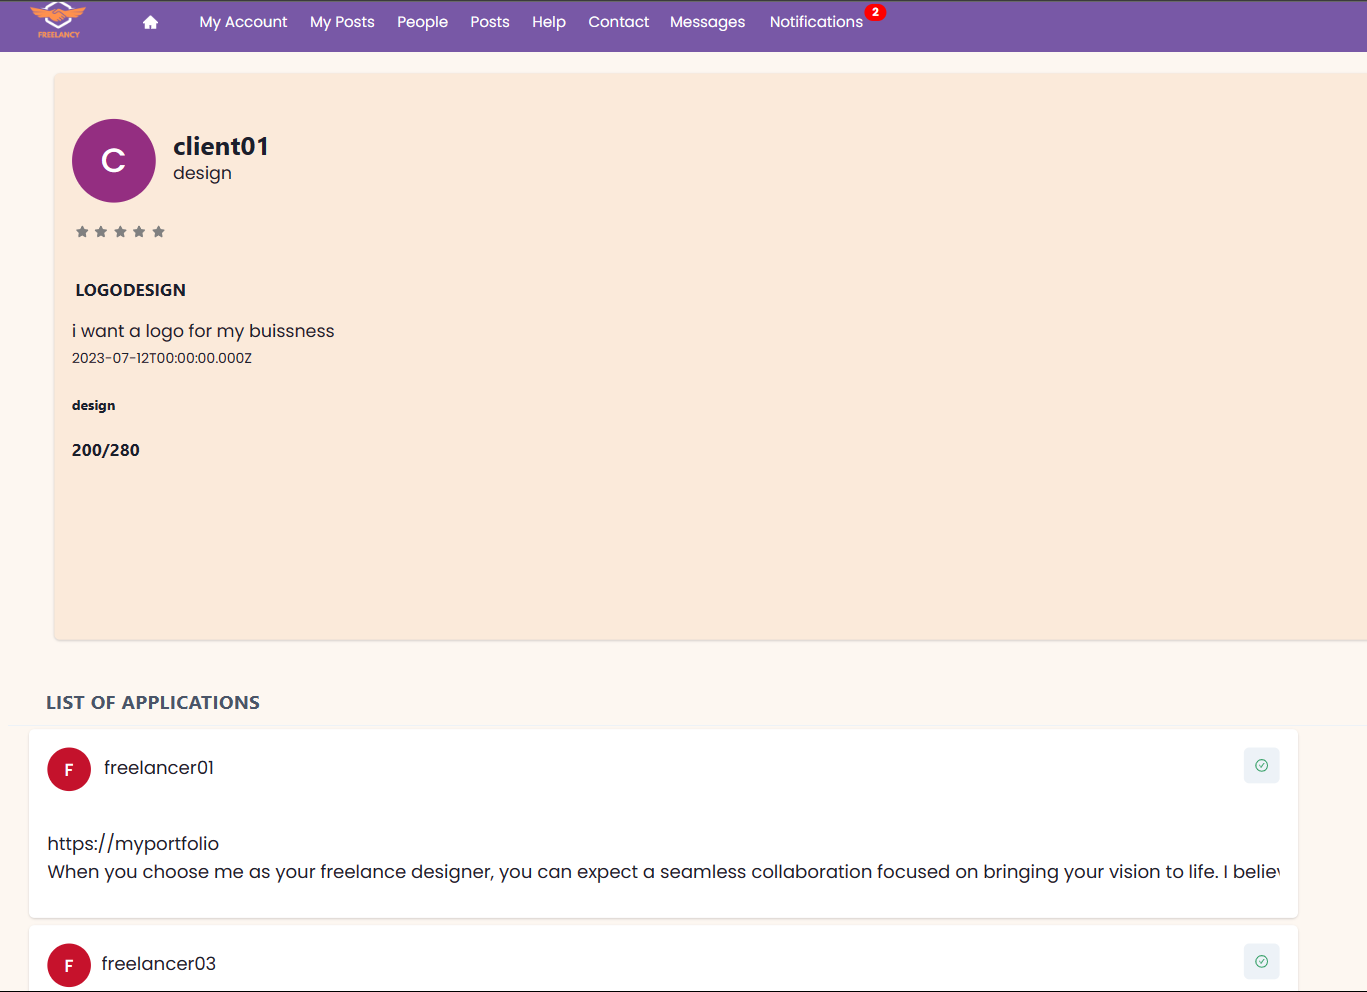 FREELANCY
My Account My Posts People Posts Help Contact Messages Notifications 2
C
client01
design
LOGODESIGN
i want a logo for my buissness
2023-07-12T00:00:00.000Z
design
200/280
LIST OF APPLICATIONS
F freelancer01
https://myportfolio
When you choose me as your freelance designer, you can expect a seamless collaboration focused on bringing your vision to life. I believ
F freelancer03